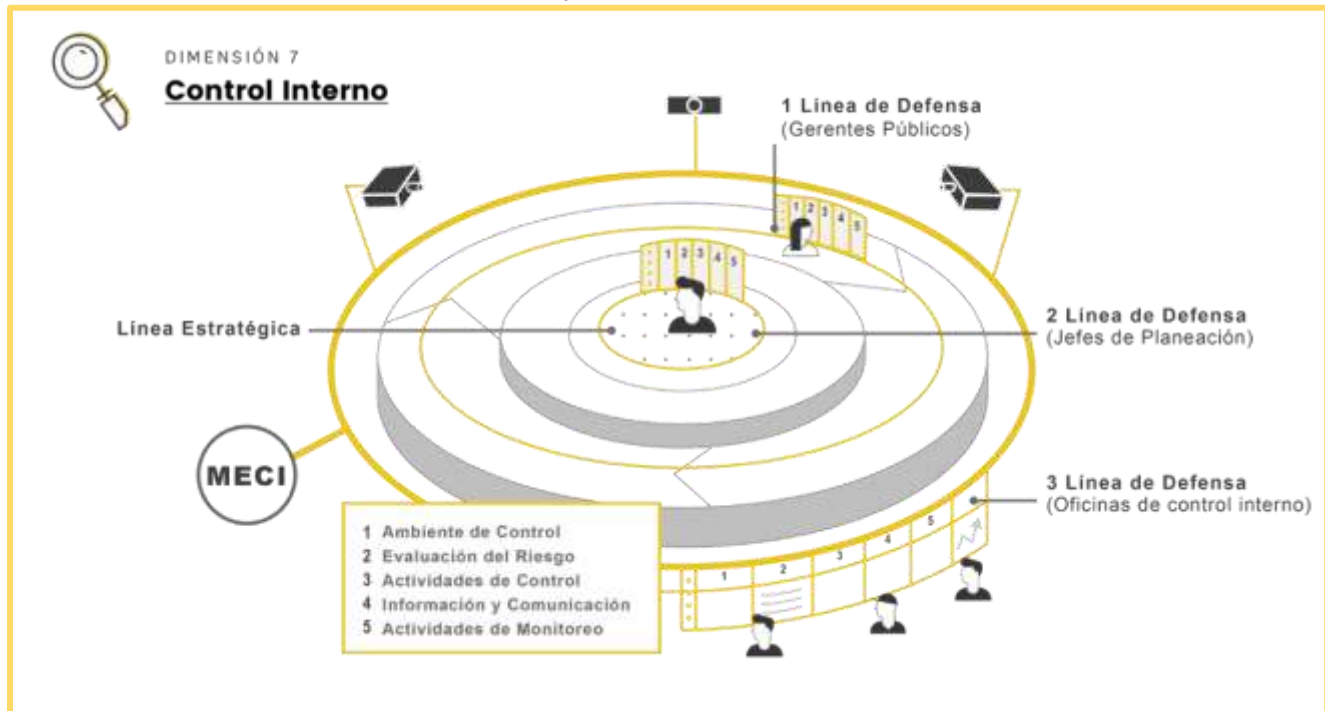 DIMENSIÓN 7
Control Interno
1 Línea de Defensa
(Gerentes Públicos)
1 2 3 4 5
1 2 3 4 5
Línea Estratégica
2 Línea de Defensa
(Jefes de Planeación)
MECI
3 Línea de Defensa
(Oficinas de control interno)
1 Ambiente de Control
2 Evaluación del Riesgo
3 Actividades de Control
4 Información y Comunicación
5 Actividades de Monitoreo
1 2 3 4 5